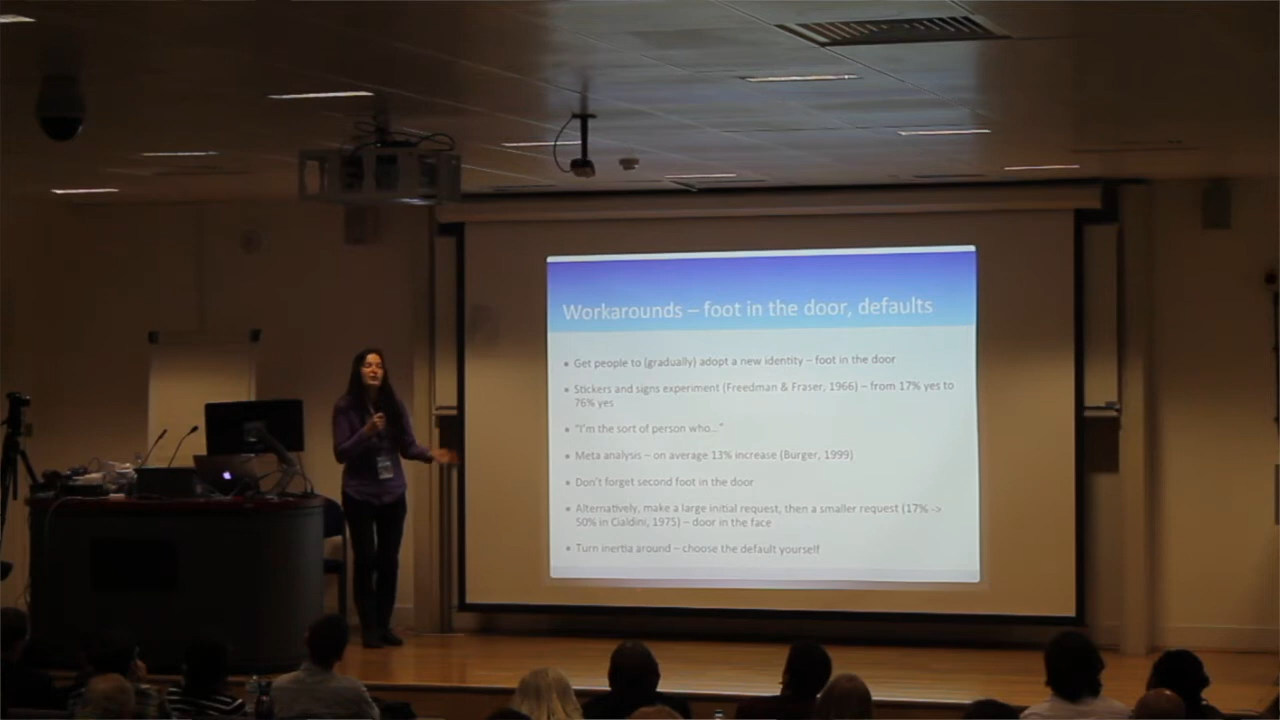 Workarounds – foot in the door, defaults
• Get people to (gradually) adopt a new identity – foot in the door
• Stickers and signs experiment (Freedman & Fraser, 1966) – from 17% yes to
76% yes
• "I'm the sort of person who..."
• Meta analysis – on average 13% increase (Burger, 1999)
• Don't forget second foot in the door
• Alternatively, make a large initial request, then a smaller request (17% ->
50% in Cialdini, 1975) – door in the face
• Turn inertia around – choose the default yourself